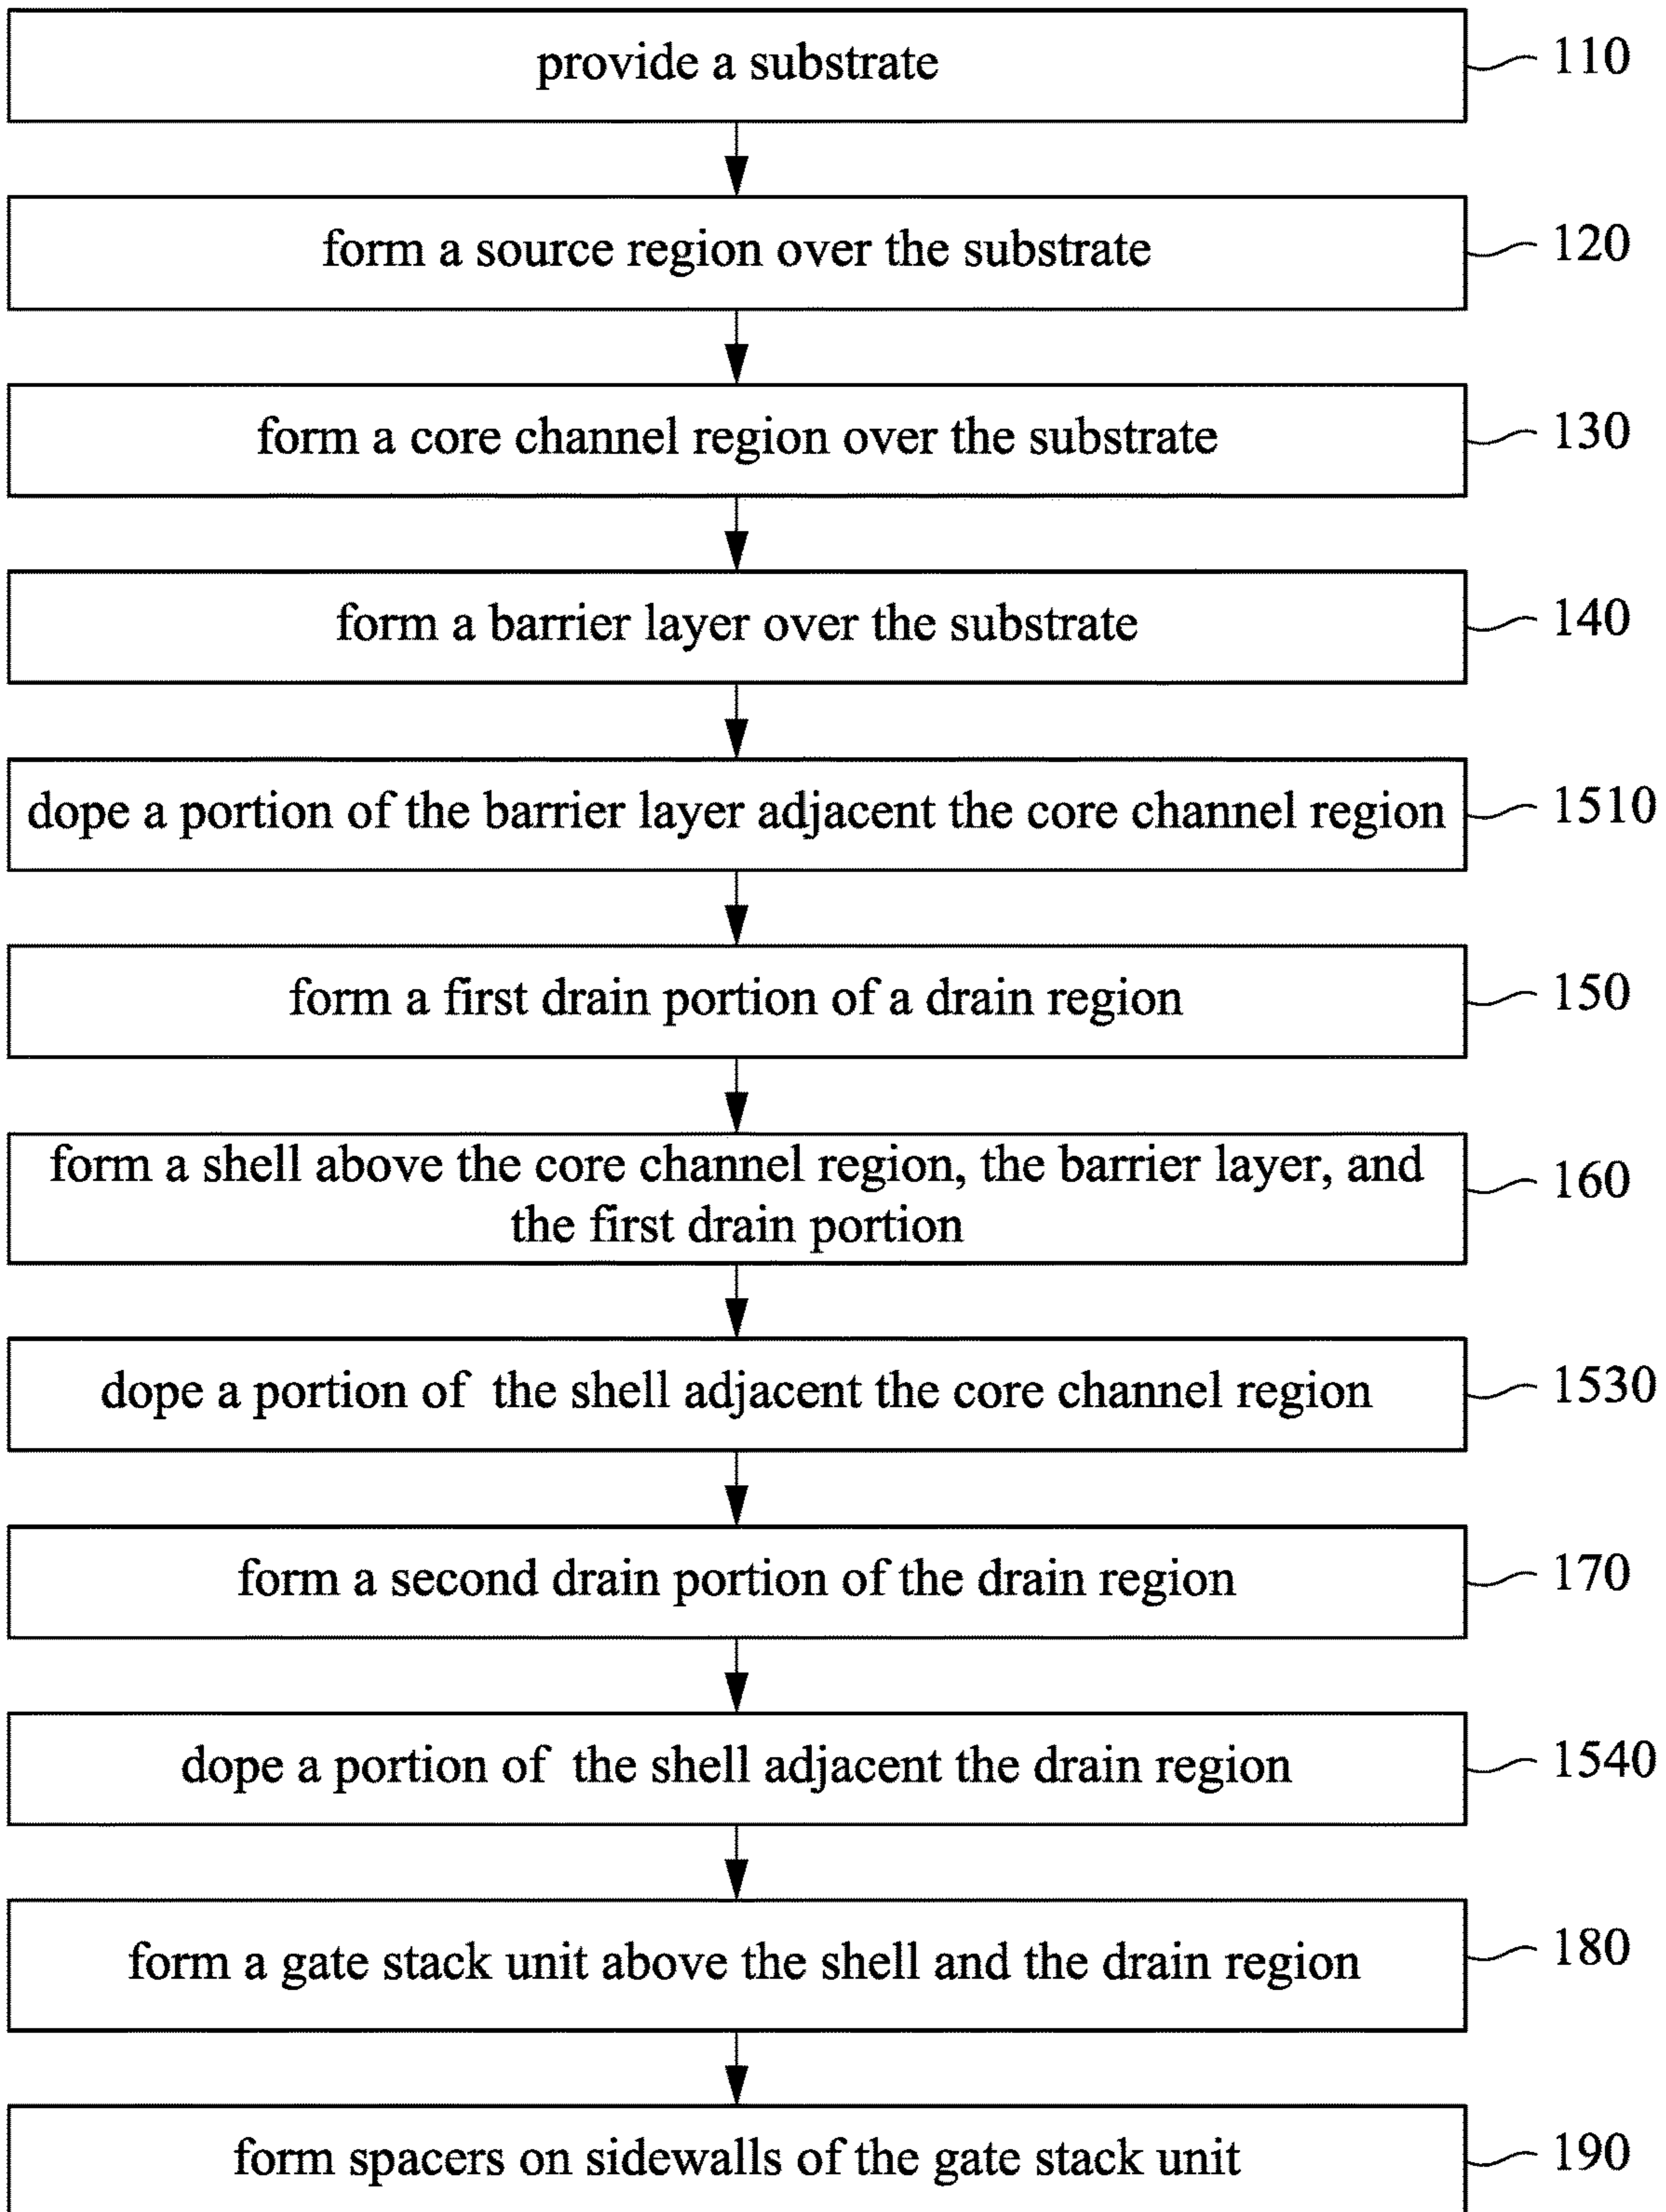 provide a substrate
110
form a source region over the substrate
120
form a core channel region over the substrate
130
form a barrier layer over the substrate
140
dope a portion of the barrier layer adjacent the core channel region
1510
form a first drain portion of a drain region
150
form a shell above the core channel region, the barrier layer, and
the first drain portion
160
dope a portion of the shell adjacent the core channel region
1530
form a second drain portion of the drain region
170
dope a portion of the shell adjacent the drain region
1540
form a gate stack unit above the shell and the drain region
180
form spacers on sidewalls of the gate stack unit
190